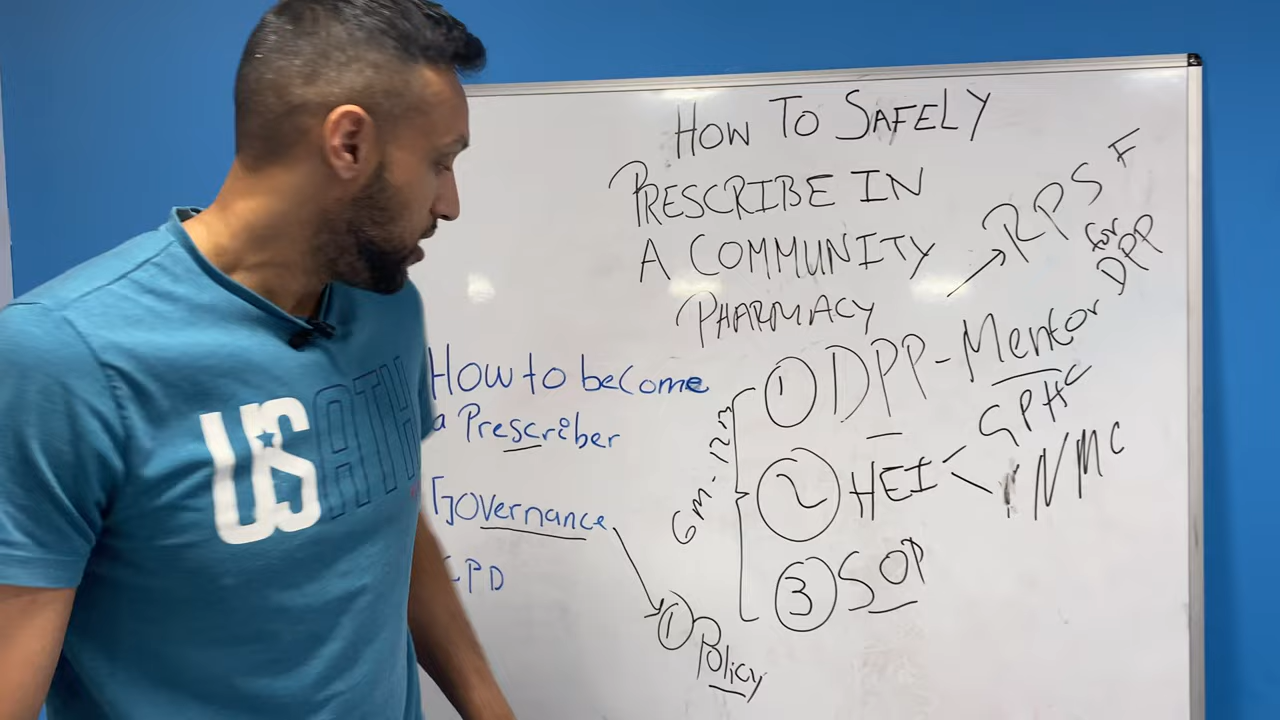 HOW TO SAFELY
PRESCRIBE IN
A COMMUNITY
PHARMACY
RPSF
for
DPP
How to become
a Prescriber
Governance
CPD
① Policy
6m-12m
① DPP-Mentor
② HEI
GPHC
NMC
③ SOP
USATH